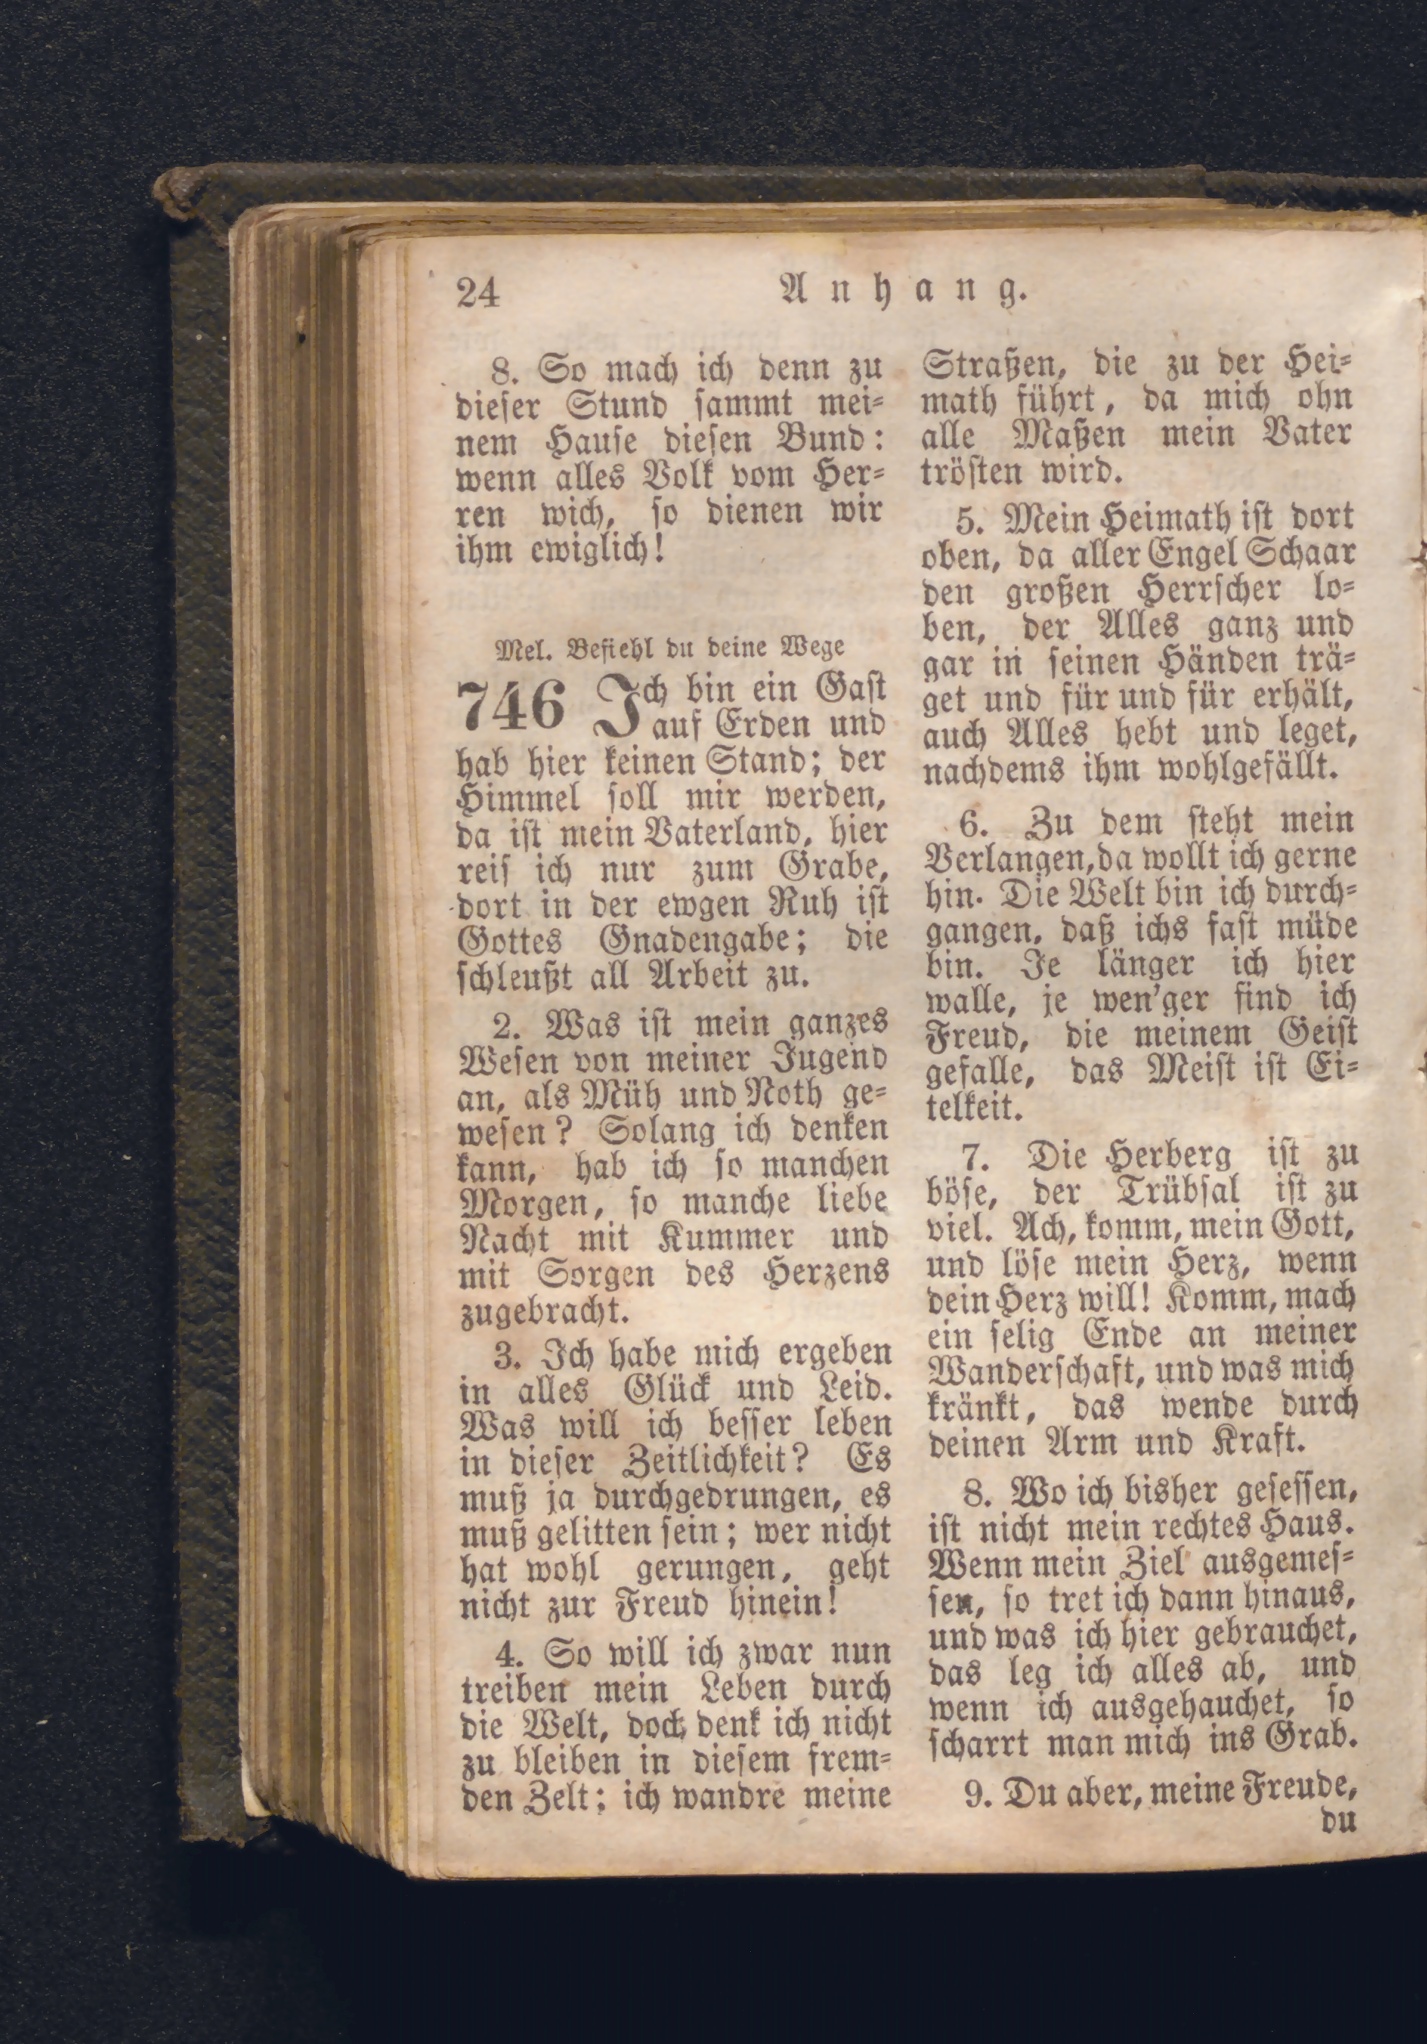 24
Anhang.
8. So mach ich denn zu
dieser Stund sammt mei-
nem Hause diesen Bund:
wenn alles Volk vom Her-
ren wich, so dienen wir
ihm ewiglich!
Mel. Befiehl du deine Wege
746 Ich bin ein Gast
auf Erden und
hab hier keinen Stand; der
Himmel soll mir werden,
da ist mein Vaterland, hier
reis ich nur zum Grabe,
dort in der ewgen Ruh ist
Gottes Gnadengabe; die
schleußt all Arbeit zu.
2. Was ist mein ganzes
Wesen von meiner Jugend
an, als Müh und Noth ge-
wesen? Solang ich denken
kann, hab ich so manchen
Morgen, so manche liebe
Nacht mit Kummer und
mit Sorgen des Herzens
zugebracht.
3. Ich habe mich ergeben
in alles Glück und Leid.
Was will ich besser leben
in dieser Zeitlichkeit? Es
muß ja durchgedrungen, es
muß gelitten sein; wer nicht
hat wohl gerungen, geht
nicht zur Freud hinein!
4. So will ich zwar nun
treiben mein Leben durch
die Welt, doch denk ich nicht
zu bleiben in diesem frem-
den Zelt; ich wandre meine
Straßen, die zu der Hei-
math führt, da mich ohn
alle Maßen mein Vater
trösten wird.
5. Mein Heimath ist dort
oben, da aller Engel Schaar
den großen Herrscher lo-
ben, der Alles ganz und
gar in seinen Händen trä-
get und für und für erhält,
auch Alles hebt und leget,
nachdems ihm wohlgefällt.
6. Zu dem steht mein
Verlangen, da wollt ich gerne
hin. Die Welt bin ich durch-
gangen, daß ichs fast müde
bin. Je länger ich hier
walle, je wen'ger find ich
Freud, die meinem Geist
gefalle, das Meist ist Ei-
telkeit.
7. Die Herberg ist zu
böse, der Trübsal ist zu
viel. Ach, komm, mein Gott,
und löse mein Herz, wenn
dein Herz will! Komm, mach
ein selig Ende an meiner
Wanderschaft, und was mich
kränkt, das wende durch
deinen Arm und Kraft.
8. Wo ich bisher gesessen,
ist nicht mein rechtes Haus.
Wenn mein Ziel ausgemes-
sen, so tret ich dann hinaus,
und was ich hier gebrauchet,
das leg ich alles ab, und
wenn ich ausgehauchet, so
scharrt man mich ins Grab.
9. Du aber, meine Freude,
du